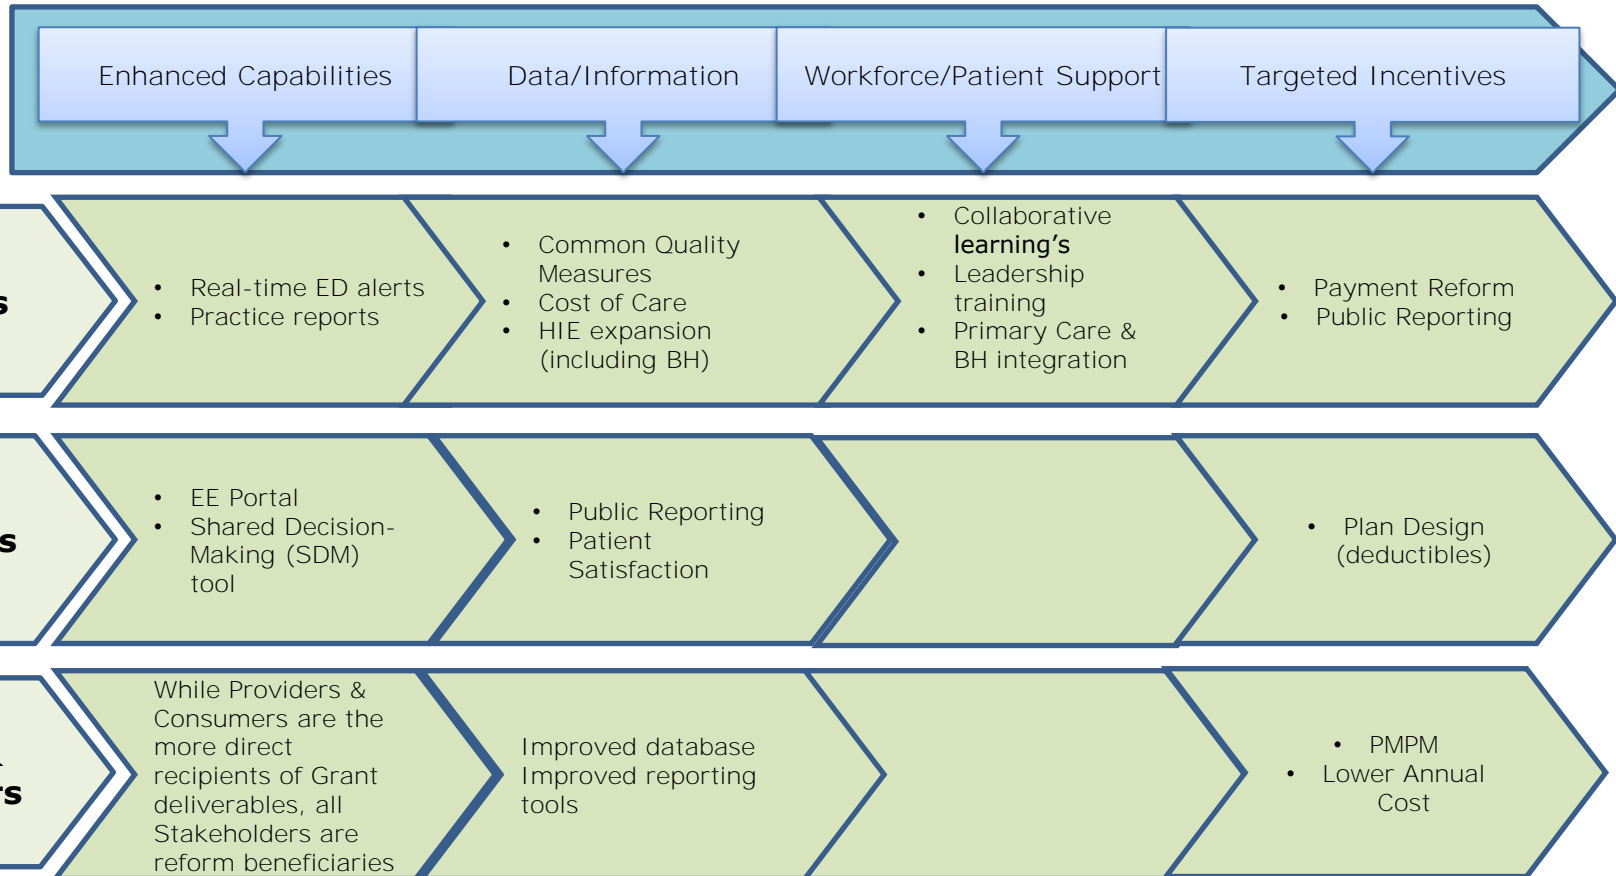 Enhanced Capabilities
Data/Information
Workforce/Patient Support
Targeted Incentives
s
• Real-time ED alerts
• Practice reports
• Common Quality
Measures
• Cost of Care
• HIE expansion
(including BH)
• Collaborative
learning’s
• Leadership
training
• Primary Care &
BH integration
• Payment Reform
• Public Reporting
s
• EE Portal
• Shared Decision-
Making (SDM)
tool
• Public Reporting
• Patient
Satisfaction
• Plan Design
(deductibles)
rs
While Providers &
Consumers are the
more direct
recipients of Grant
deliverables, all
Stakeholders are
reform beneficiaries
Improved database
Improved reporting
tools
• PMPM
• Lower Annual
Cost